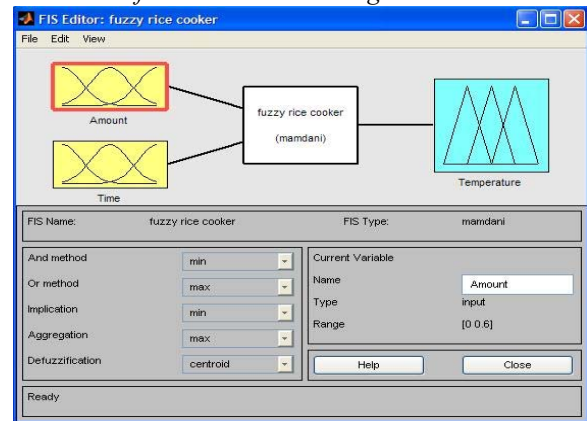 FIS Editor: fuzzy rice cooker
File Edit View
Amount
Time
fuzzy rice cooker
(mamdani)
Temperature
FIS Name: fuzzy rice cooker FIS Type: mamdani
And method min
Or method max
Implication min
Aggregation max
Defuzzification centroid
Current Variable
Name Amount
Type input
Range [0 0.6]
Help Close
Ready